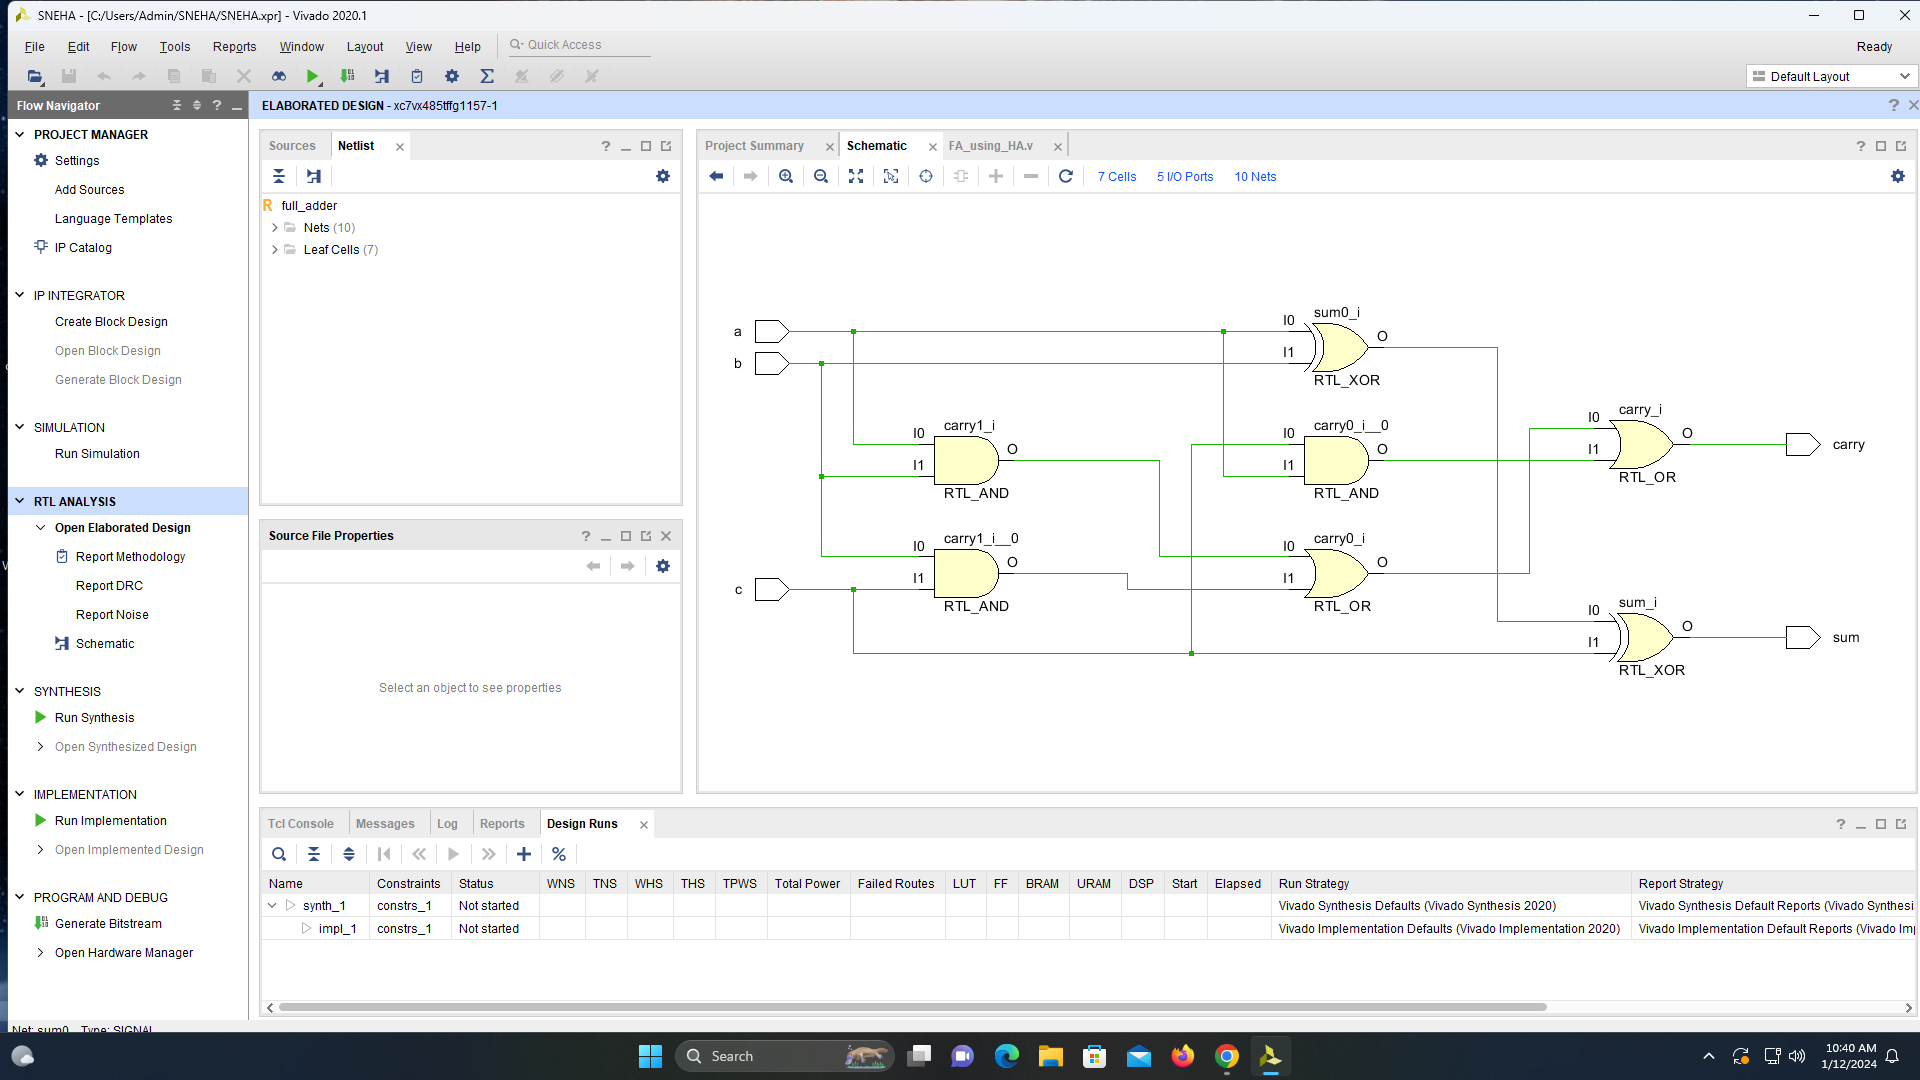 SNEHA - [C:/Users/Admin/SNEHA/SNEHA.xpr] - Vivado 2020.1
File Edit Flow Tools Reports Window Layout View Help Quick Access Ready
Default Layout
Flow Navigator
ELABORATED DESIGN - xc7vx485tffg1157-1
PROJECT MANAGER
Settings
Add Sources
Language Templates
IP Catalog
IP INTEGRATOR
Create Block Design
Open Block Design
Generate Block Design
SIMULATION
Run Simulation
RTL ANALYSIS
Open Elaborated Design
Report Methodology
Report DRC
Report Noise
Schematic
SYNTHESIS
Run Synthesis
Open Synthesized Design
IMPLEMENTATION
Run Implementation
Open Implemented Design
PROGRAM AND DEBUG
Generate Bitstream
Open Hardware Manager
Sources Netlist
R full_adder
Nets (10)
Leaf Cells (7)
Source File Properties
Select an object to see properties
Project Summary Schematic FA_using_HA.v
7 Cells 5 I/O Ports 10 Nets
a
b
c
sum0_i
I0
I1
O
RTL_XOR
carry1_i
I0
I1
O
RTL_AND
carry0_i__0
I0
I1
O
RTL_AND
carry_i
I0
I1
O
RTL_OR
carry
carry1_i__0
I0
I1
O
RTL_AND
carry0_i
I0
I1
O
RTL_OR
sum_i
I0
I1
O
RTL_XOR
sum
Tcl Console Messages Log Reports Design Runs
Name Constraints Status WNS TNS WHS THS TPWS Total Power Failed Routes LUT FF BRAM URAM DSP Start Elapsed Run Strategy Report Strategy
synth_1 constrs_1 Not started Vivado Synthesis Defaults (Vivado Synthesis 2020) Vivado Synthesis Default Reports (Vivado Synthesi
impl_1 constrs_1 Not started Vivado Implementation Defaults (Vivado Implementation 2020) Vivado Implementation Default Reports (Vivado Im
Net: sum0 Type: SIGNAL
Search
10:40 AM
1/12/2024